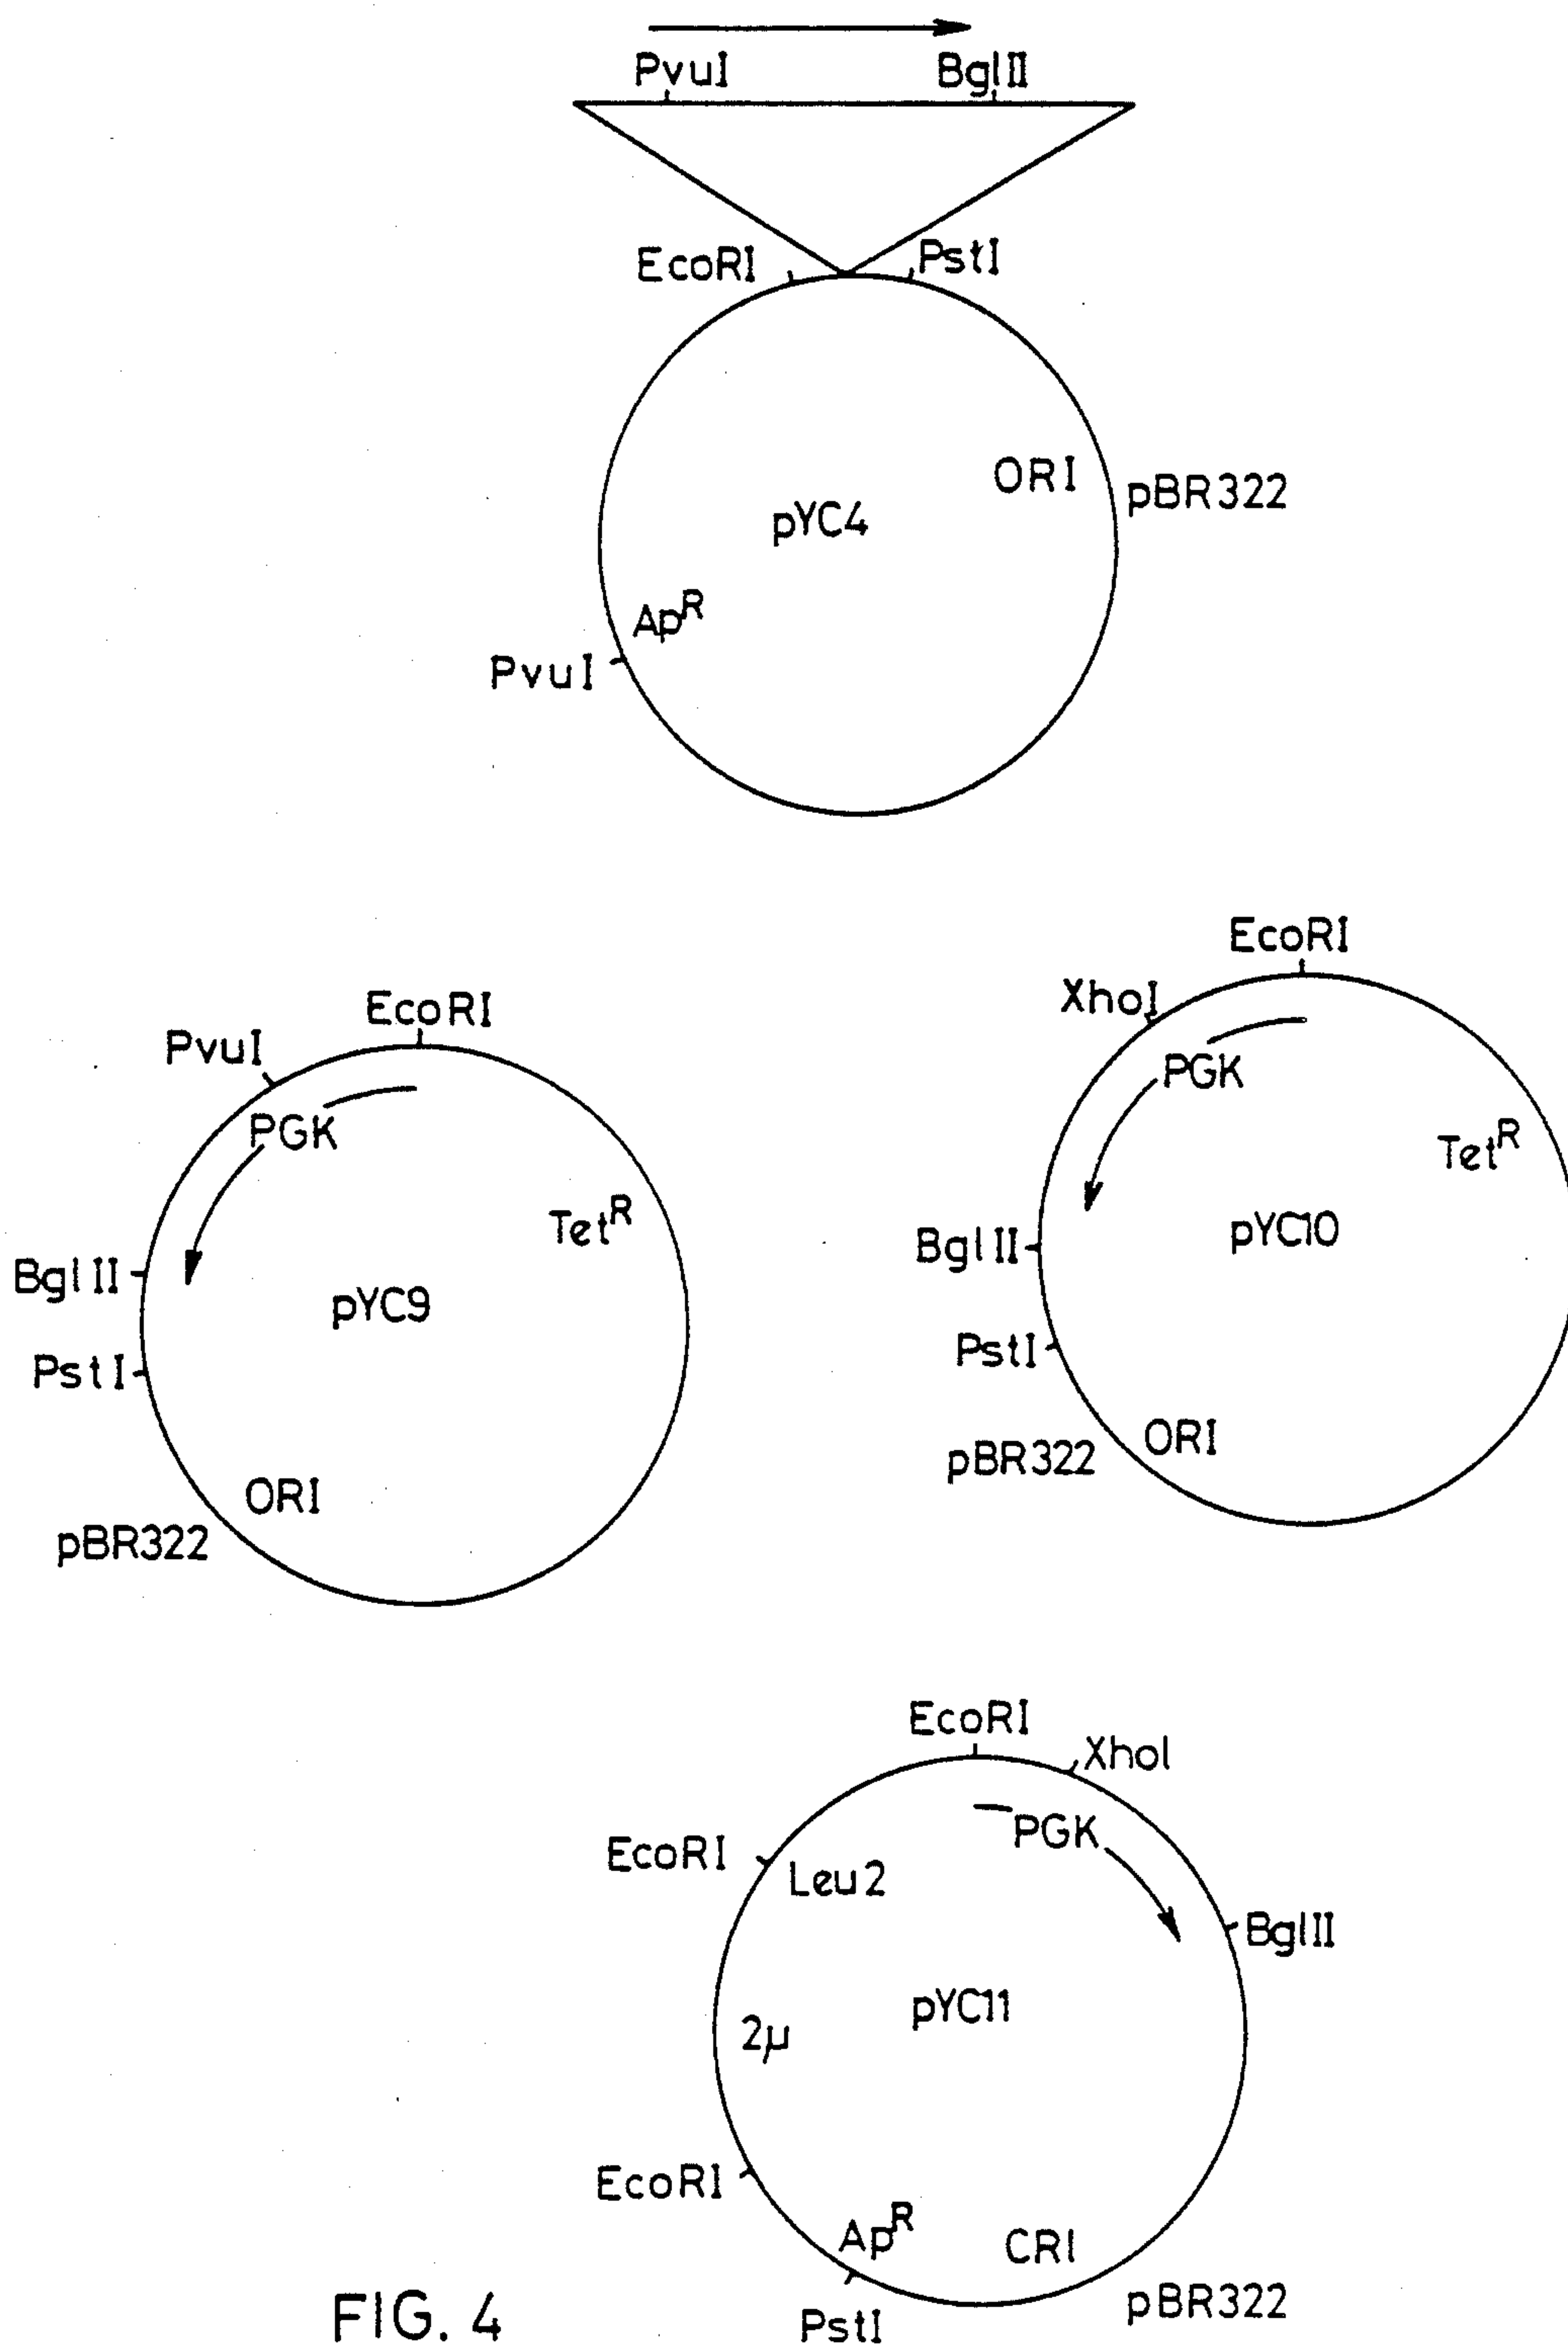 PvuI BglII
EcoRI PstI
ORI
pBR322
pYC4
Ap^R
PvuI
EcoRI
PvuI
PGK
Tet^R
BglII
pYC9
PstI
ORI
pBR322
EcoRI
XhoI
PGK
Tet^R
pYC10
BglII
PstI
ORI
pBR322
EcoRI
XhoI
PGK
EcoRI
Leu2
BglII
pYC11
2μ
EcoRI
Ap^R
CRI
pBR322
PstI
FIG. 4